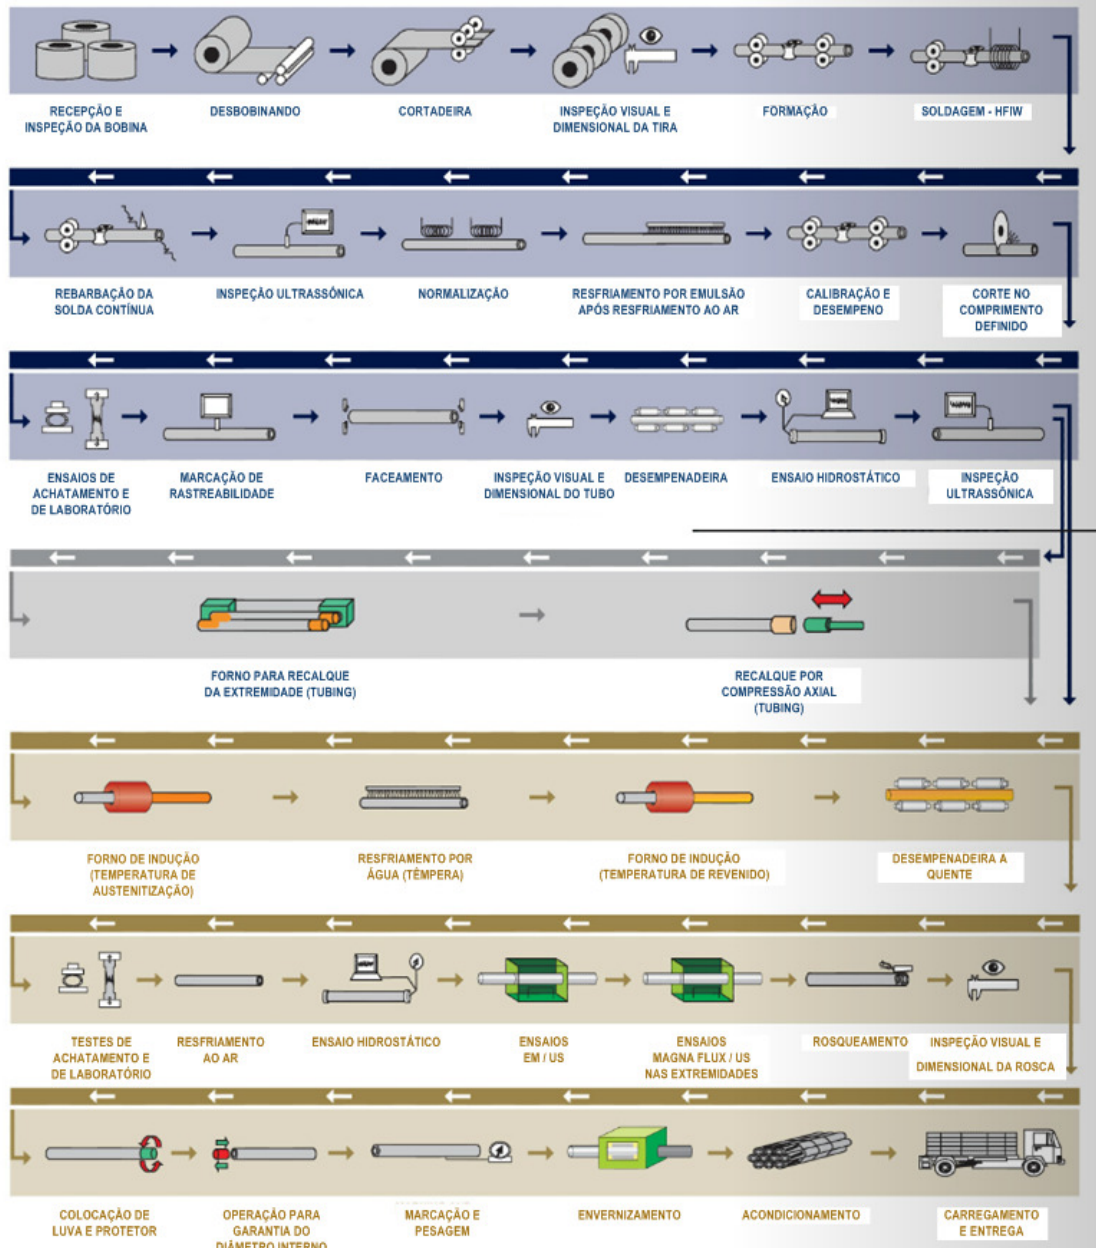 RECEPÇÃO E
INSPEÇÃO DA BOBINA
DESBOBINANDO
CORTADEIRA
INSPEÇÃO VISUAL E
DIMENSIONAL DA TIRA
FORMAÇÃO
SOLDAGEM - HFIW
REBARBAÇÃO DA
SOLDA CONTÍNUA
INSPEÇÃO ULTRASSÔNICA
NORMALIZAÇÃO
RESFRIAMENTO POR EMULSÃO
APÓS RESFRIAMENTO AO AR
CALIBRAÇÃO E
DESEMPENO
CORTE NO
COMPRIMENTO
DEFINIDO
ENSAIOS DE
ACHATAMENTO E
DE LABORATÓRIO
MARCAÇÃO DE
RASTREABILIDADE
FACEAMENTO
INSPEÇÃO VISUAL E
DIMENSIONAL DO TUBO
DESEMPENADEIRA
ENSAIO HIDROSTÁTICO
INSPEÇÃO
ULTRASSÔNICA
FORNO PARA RECALQUE
DA EXTREMIDADE (TUBING)
RECALQUE POR
COMPRESSÃO AXIAL
(TUBING)
FORNO DE INDUÇÃO
(TEMPERATURA DE
AUSTENITIZAÇÃO)
RESFRIAMENTO POR
ÁGUA (TÊMPERA)
FORNO DE INDUÇÃO
(TEMPERATURA DE REVENIDO)
DESEMPENADEIRA A
QUENTE
TESTES DE
ACHATAMENTO E
DE LABORATÓRIO
RESFRIAMENTO
AO AR
ENSAIO HIDROSTÁTICO
ENSAIOS
EM / US
ENSAIOS
MAGNA FLUX / US
NAS EXTREMIDADES
ROSQUEAMENTO
INSPEÇÃO VISUAL E
DIMENSIONAL DA ROSCA
COLOCAÇÃO DE
LUVA E PROTETOR
OPERAÇÃO PARA
GARANTIA DO
DIÂMETRO INTERNO
MARCAÇÃO E
PESAGEM
ENVERNIZAMENTO
ACONDICIONAMENTO
CARREGAMENTO
E ENTREGA